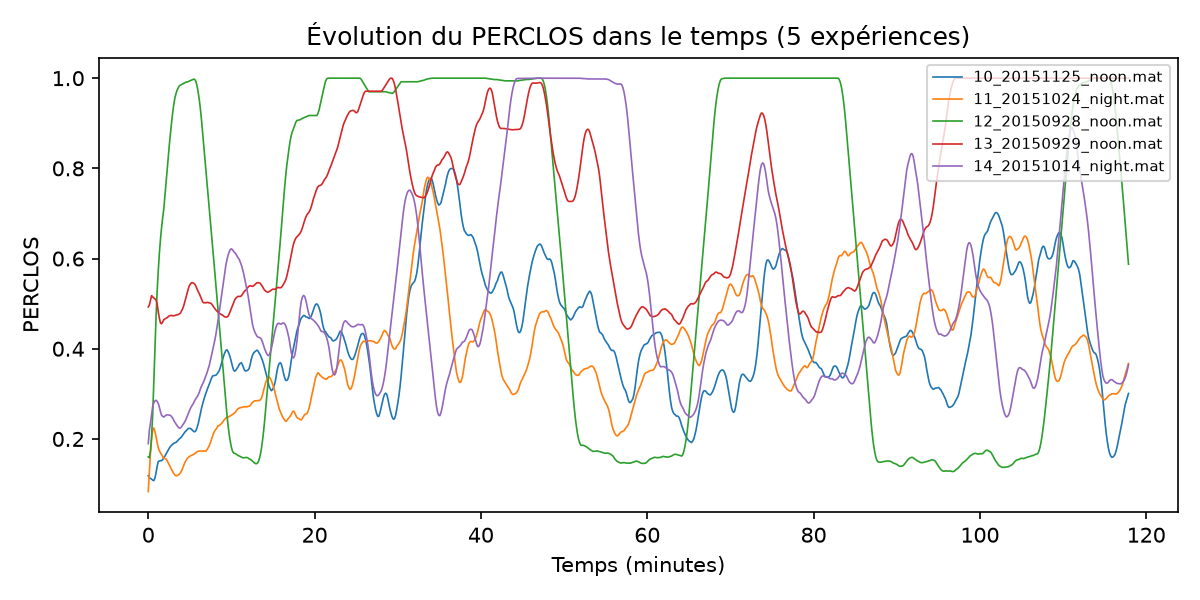 Évolution du PERCLOS dans le temps (5 expériences)
10_20151125_noon.mat
11_20151024_night.mat
12_20150928_noon.mat
13_20150929_noon.mat
14_20151014_night.mat
PERCLOS
1.0
0.8
0.6
0.4
0.2
0 20 40 60 80 100 120
Temps (minutes)